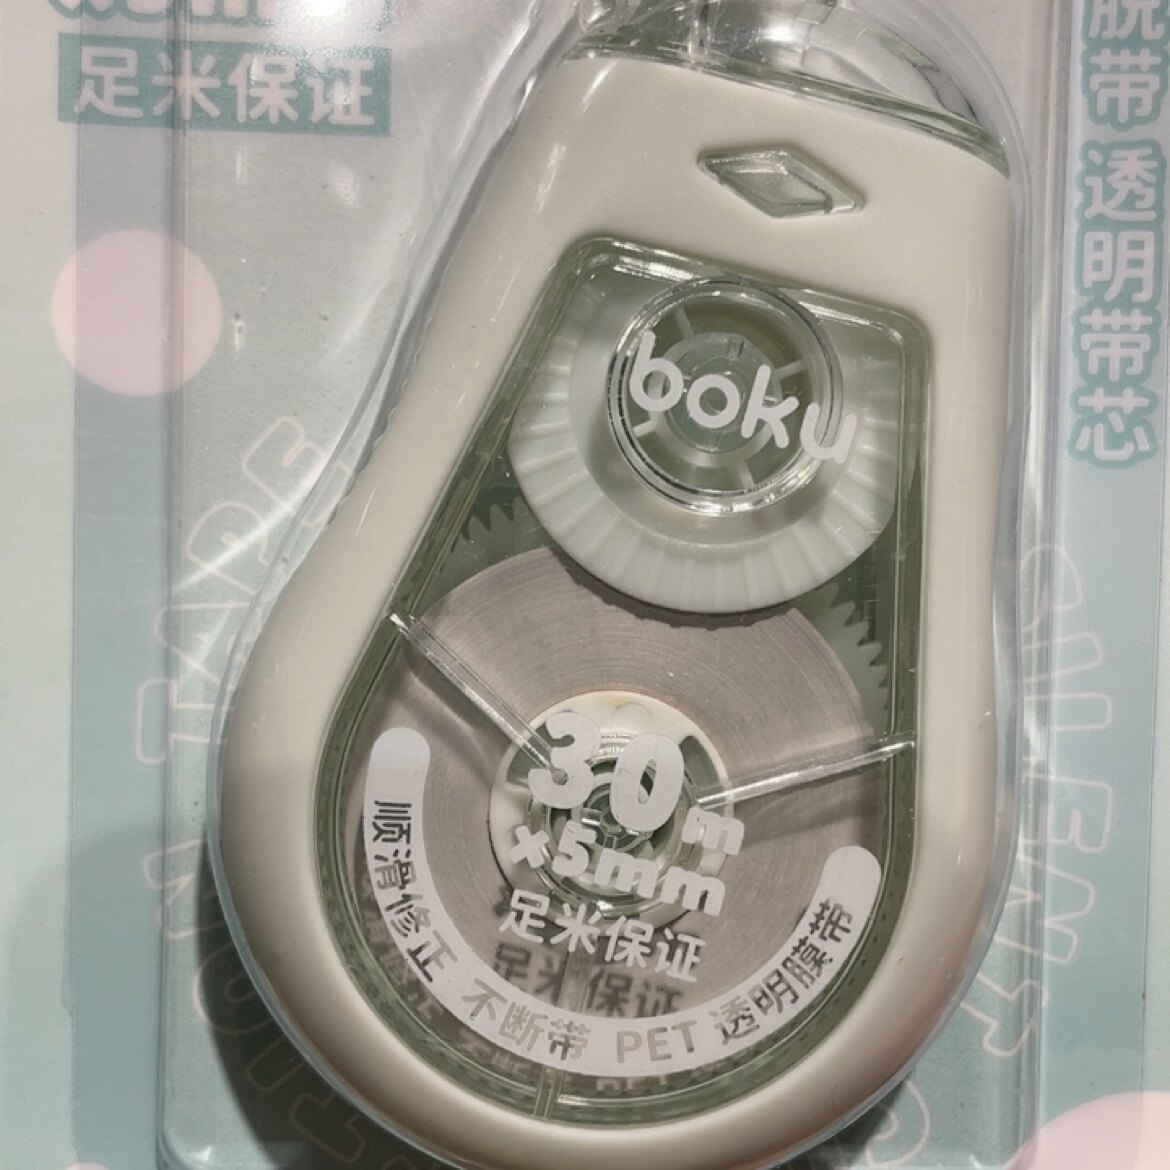 足米保证
脱带 透明带芯
boku
30m
×5mm
足米保证
顺滑修正 不断带 PET 透明膜带
TAPE